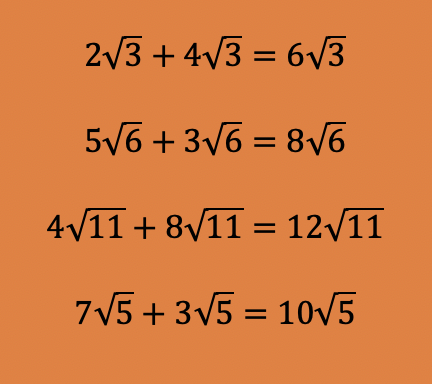 2√3 + 4√3 = 6√3
5√6 + 3√6 = 8√6
4√11 + 8√11 = 12√11
7√5 + 3√5 = 10√5